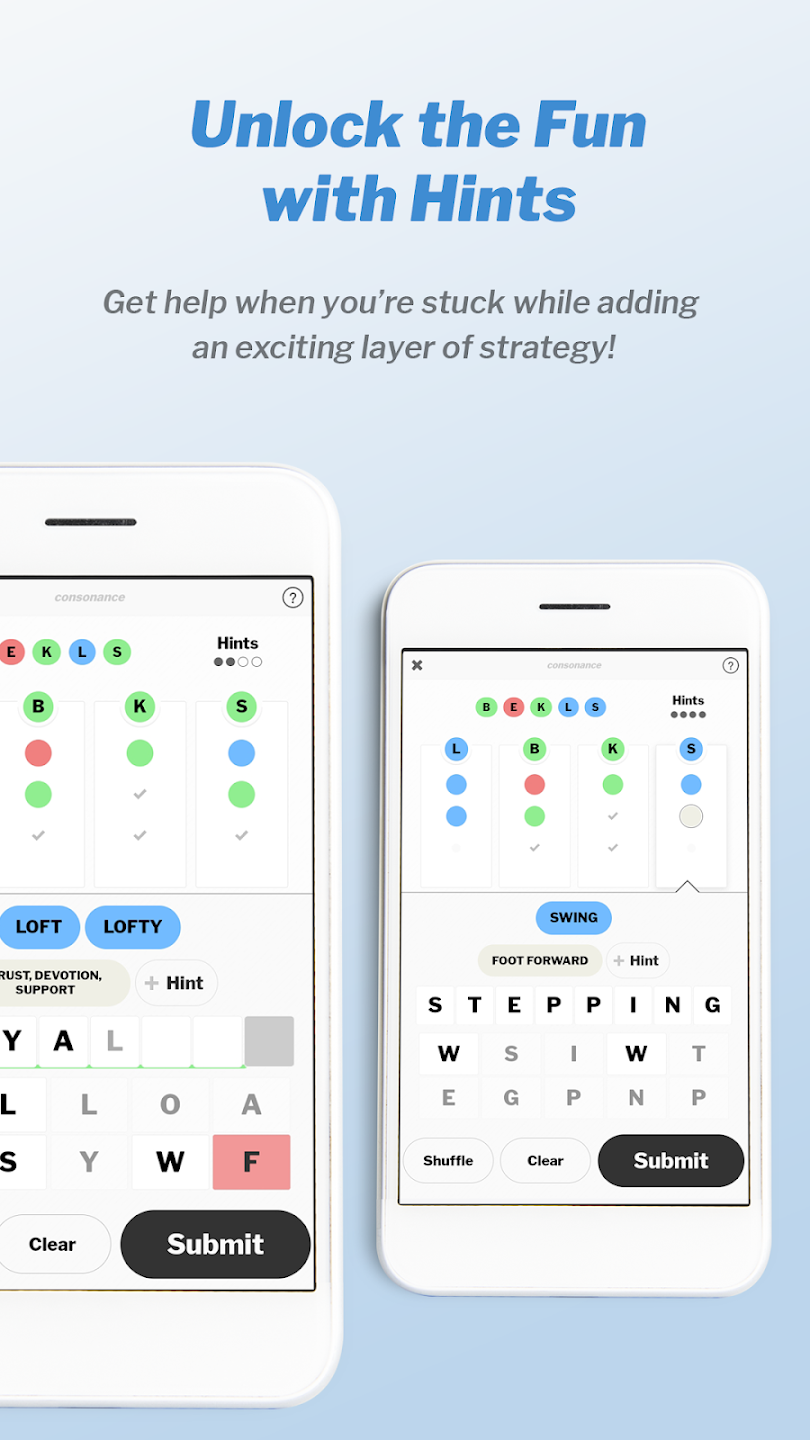 Unlock the Fun
with Hints
Get help when you're stuck while adding
an exciting layer of strategy!
consonance
?
E K L S
Hints
B K S
LOFT LOFTY
RUST, DEVOTION,
SUPPORT
+ Hint
Y A L
L L O A
S Y W F
Clear Submit
consonance
?
B E K L S
Hints
L B K S
SWING
FOOT FORWARD + Hint
S T E P P I N G
W S I W T
E G P N P
Shuffle Clear Submit